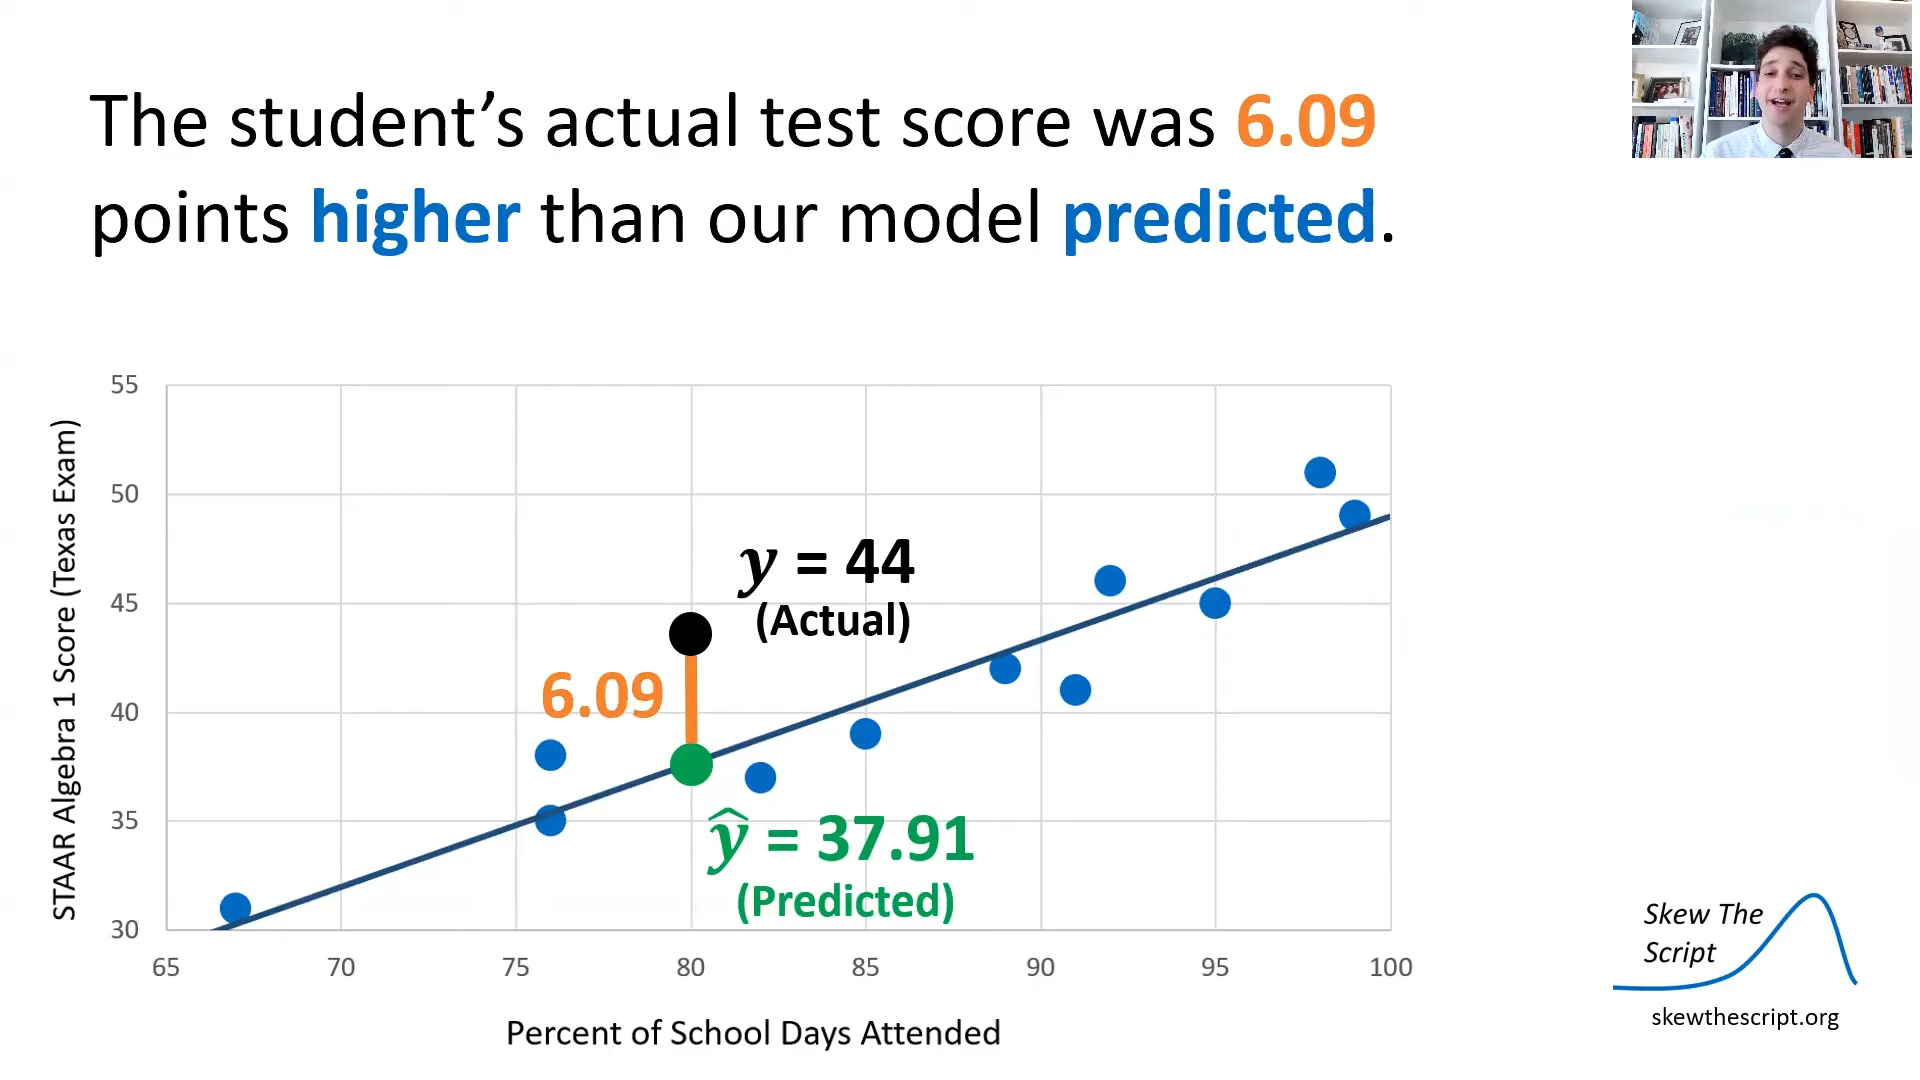 The student’s actual test score was 6.09
points higher than our model predicted.
STAAR Algebra 1 Score (Texas Exam)
55
50
45
40
35
30
y = 44
(Actual)
6.09
ŷ = 37.91
(Predicted)
65 70 75 80 85 90 95 100
Percent of School Days Attended
Skew The
Script
skewthescript.org